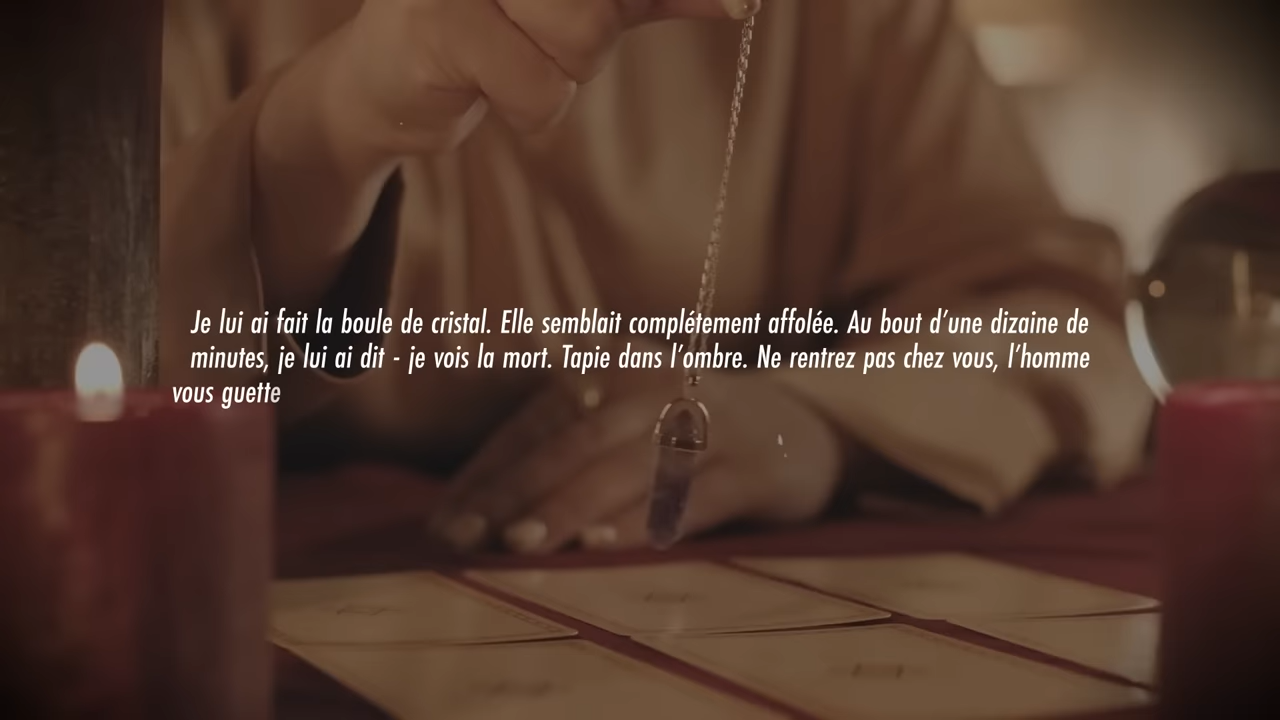 Je lui ai fait la boule de cristal. Elle semblait complétement affolée. Au bout d’une dizaine de
minutes, je lui ai dit - je vois la mort. Tapie dans l’ombre. Ne rentrez pas chez vous, l’homme
vous guette